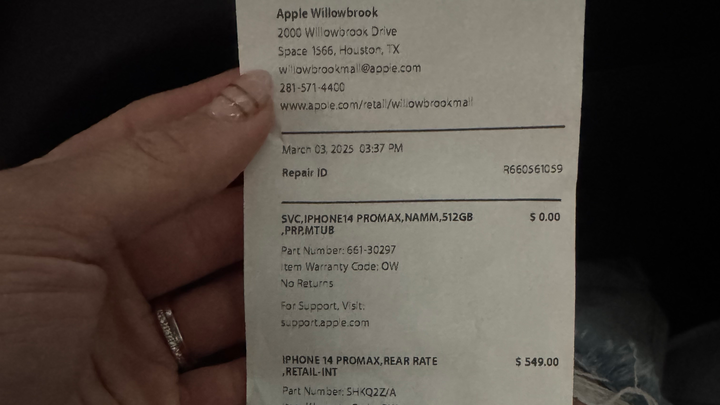 Apple Willowbrook
2000 Willowbrook Drive
Space 1566, Houston, TX
willowbrookmall@apple.com
281-571-4400
www.apple.com/retail/willowbrookmall
March 03, 2025 03:37 PM
Repair ID R660561059
SVC,IPHONE14 PROMAX,NAMM,512GB $ 0.00
,PRP,MTUB
Part Number: 661-30297
Item Warranty Code: OW
No Returns
For Support, Visit:
support.apple.com
IPHONE 14 PROMAX,REAR RATE $ 549.00
,RETAIL-INT
Part Number: SHKQ2Z/A